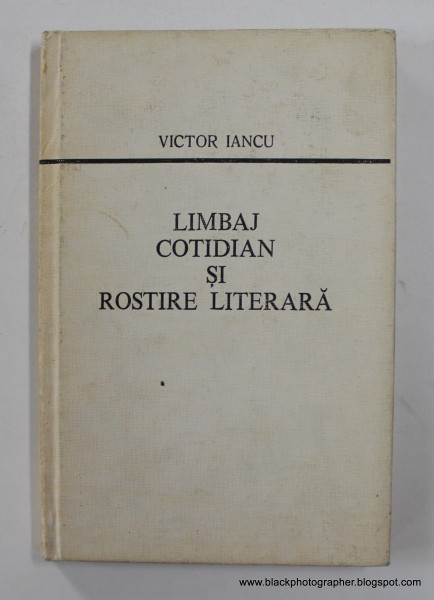 VICTOR IANCU
LIMBAJ
COTIDIAN
ȘI
ROSTIRE LITERARĂ
www.blackphotographer.blogspot.com